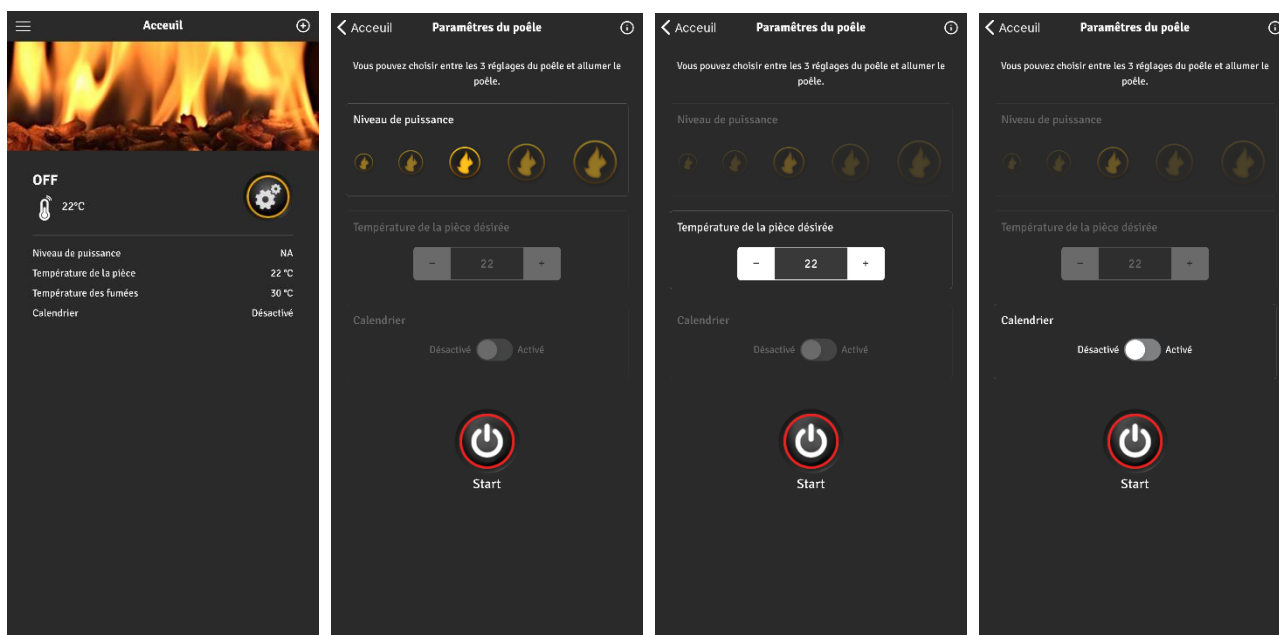 Acceuil
OFF
22°C
Niveau de puissance NA
Température de la pièce 22 °C
Température des fumées 30 °C
Calendrier Désactivé
Acceuil Paramêtres du poêle
Vous pouvez choisir entre les 3 réglages du poêle et allumer le
poêle.
Niveau de puissance
Température de la pièce désirée
- 22 +
Calendrier
Désactivé Activé
Start
Acceuil Paramêtres du poêle
Vous pouvez choisir entre les 3 réglages du poêle et allumer le
poêle.
Niveau de puissance
Température de la pièce désirée
- 22 +
Calendrier
Désactivé Activé
Start
Acceuil Paramêtres du poêle
Vous pouvez choisir entre les 3 réglages du poêle et allumer le
poêle.
Niveau de puissance
Température de la pièce désirée
- 22 +
Calendrier
Désactivé Activé
Start